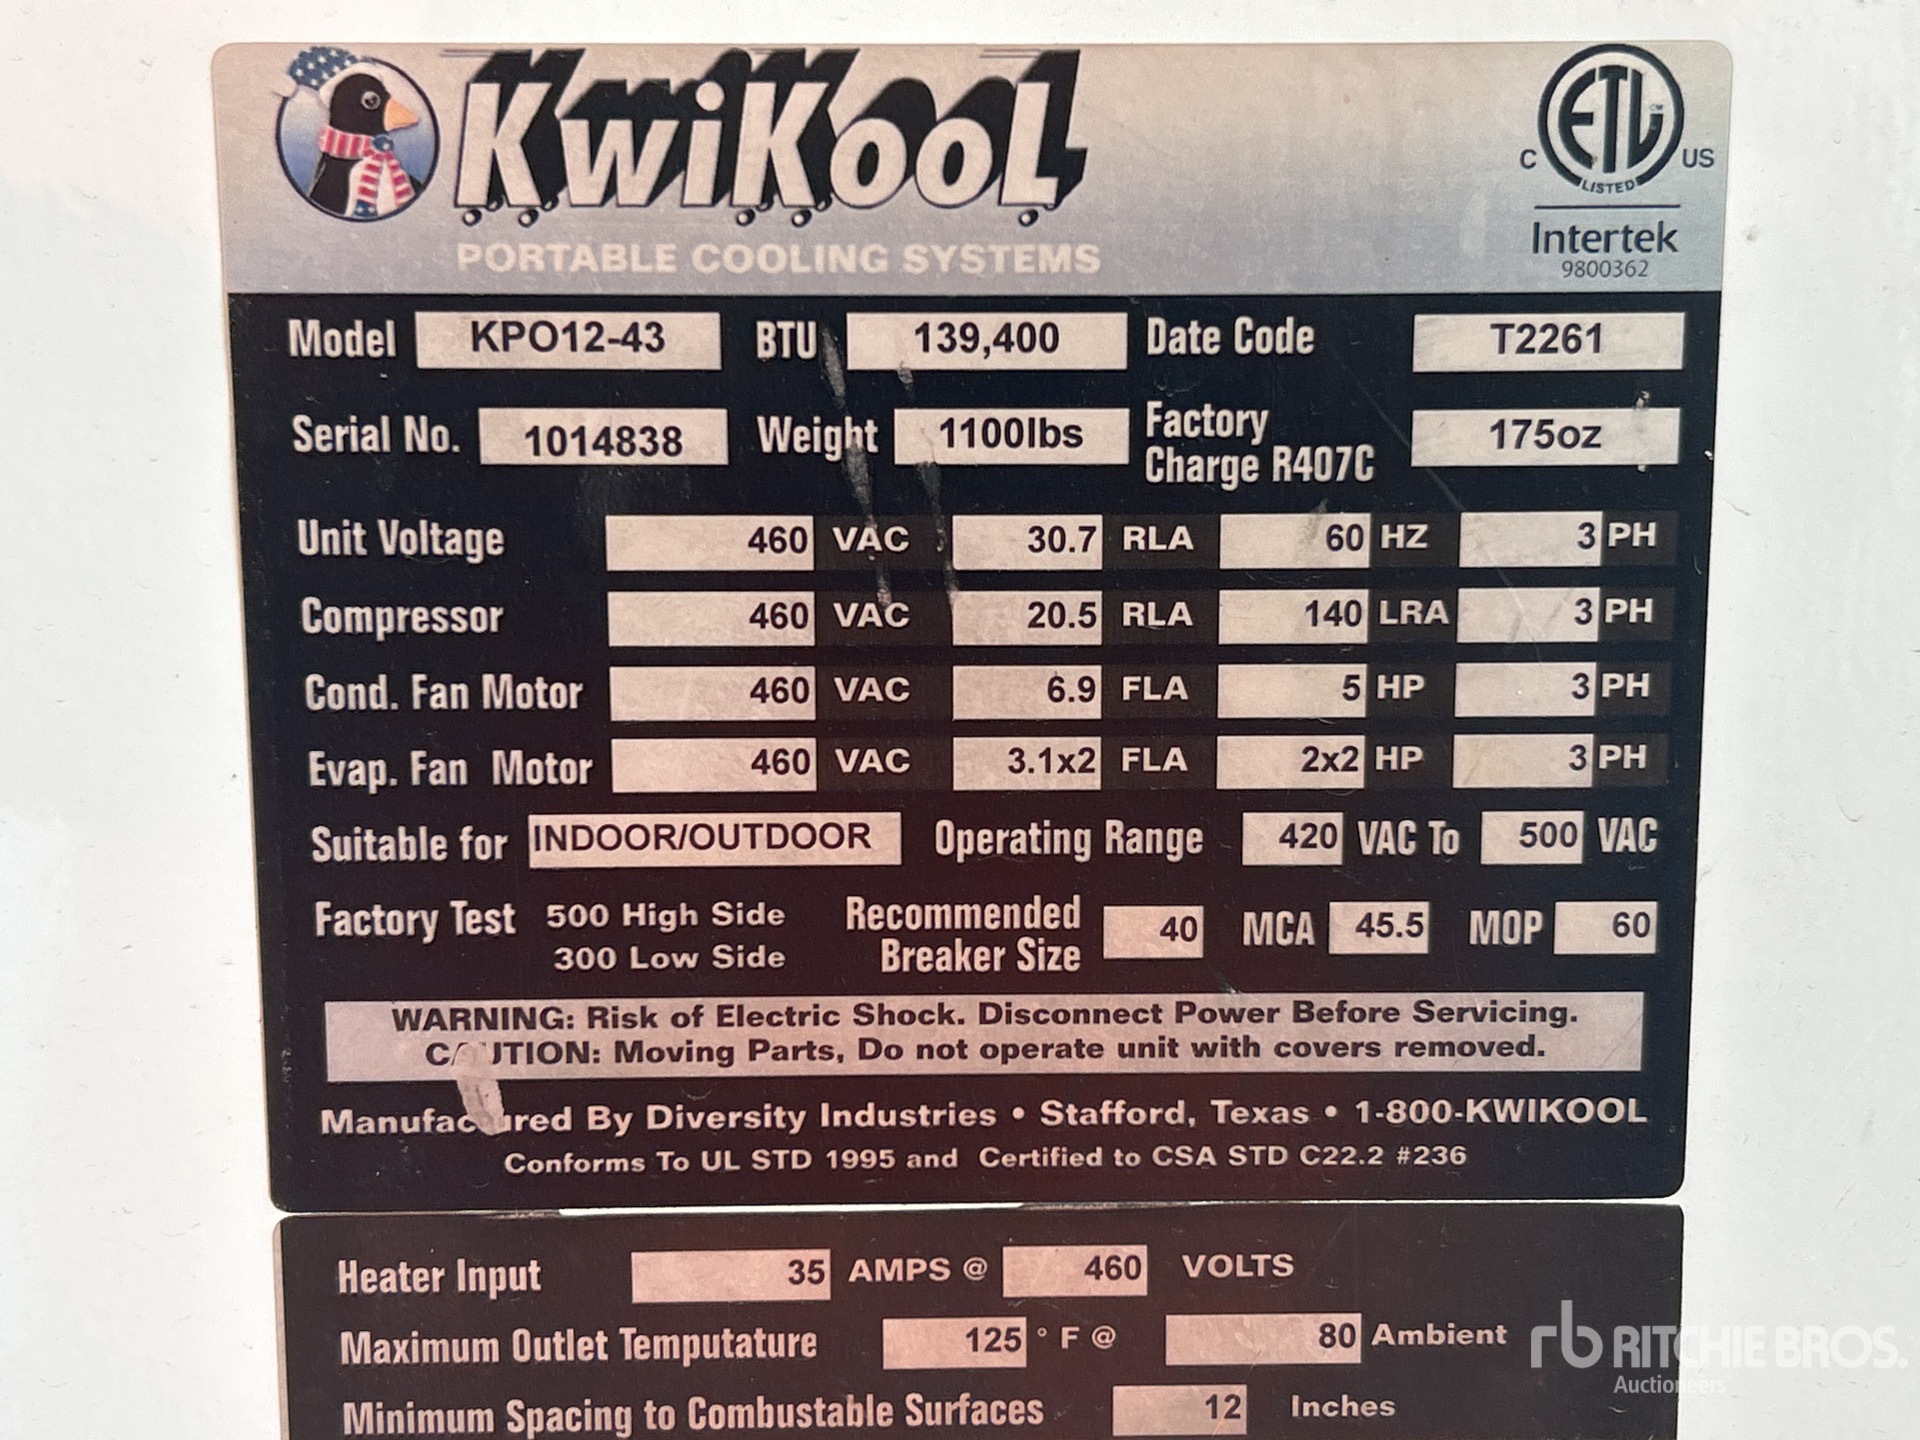 KwiKool
PORTABLE COOLING SYSTEMS
ETL CM
C US
LISTED
Intertek
9800362
Model KPO12-43 BTU 139,400 Date Code T2261
Serial No. 1014838 Weight 1100lbs Factory Charge R407C 175oz
Unit Voltage 460 VAC 30.7 RLA 60 HZ 3 PH
Compressor 460 VAC 20.5 RLA 140 LRA 3 PH
Cond. Fan Motor 460 VAC 6.9 FLA 5 HP 3 PH
Evap. Fan Motor 460 VAC 3.1x2 FLA 2x2 HP 3 PH
Suitable for INDOOR/OUTDOOR Operating Range 420 VAC To 500 VAC
Factory Test 500 High Side Recommended Breaker Size 40 MCA 45.5 MOP 60
300 Low Side
WARNING: Risk of Electric Shock. Disconnect Power Before Servicing.
CAUTION: Moving Parts, Do not operate unit with covers removed.
Manufactured By Diversity Industries • Stafford, Texas • 1-800-KWIKOOL
Conforms To UL STD 1995 and Certified to CSA STD C22.2 #236
Heater Input 35 AMPS @ 460 VOLTS
Maximum Outlet Temputature 125 ° F @ 80 Ambient
Minimum Spacing to Combustable Surfaces 12 Inches
rb RITCHIE BROS.
Auctioneers